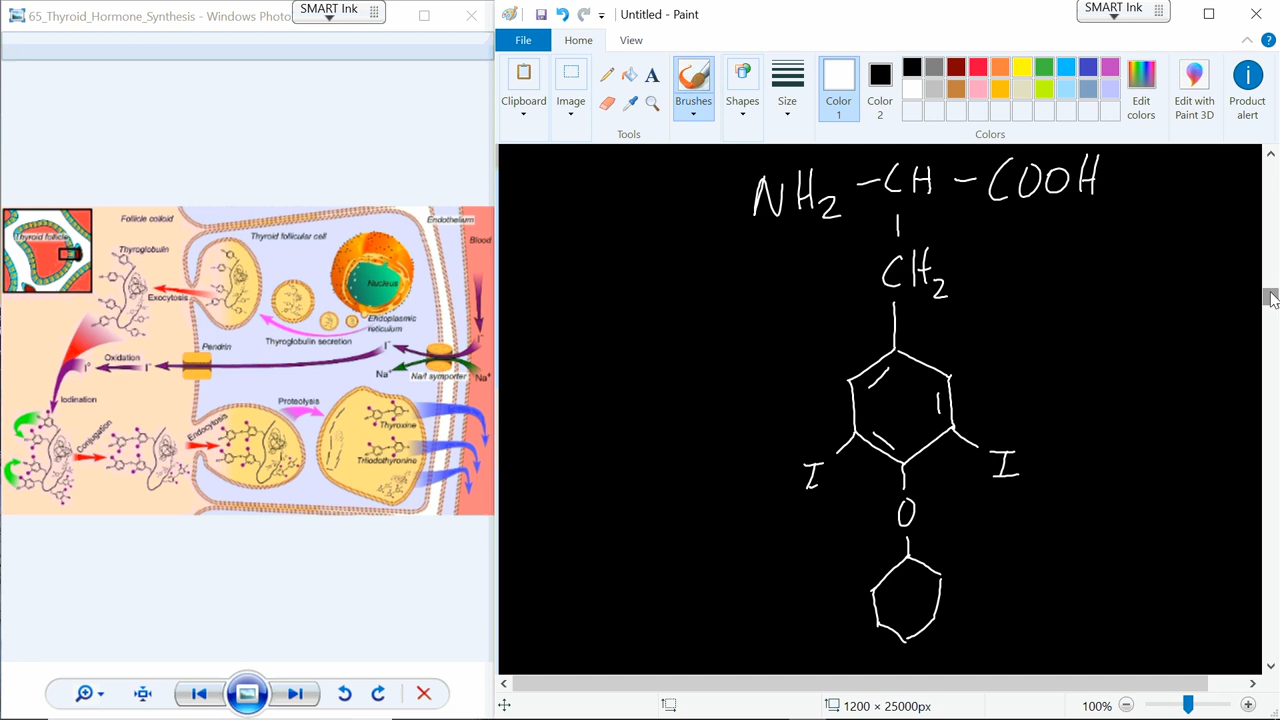 65_Thyroid_Hormone_Synthesis - Windows Photo
SMART Ink
Untitled - Paint
SMART Ink
File
Home
View
Clipboard
Image
Tools
Brushes
Shapes
Size
Color 1
Color 2
Colors
Edit colors
Edit with Paint 3D
Product alert
NH2 - CH - COOH
CH2
I
I
O
Thyroid follicle
Follicle colloid
Thyroglobulin
Exocytosis
Thyroid follicular cell
Nucleus
Endoplasmic reticulum
Thyroglobulin secretion
Endothelium
Blood
Pendrin
Oxidation
I⁰
I⁻
I⁻
I⁻
Na⁺
Na/I symporter
Na⁺
Iodination
Conjugation
Endocytosis
Proteolysis
Thyroxine
Triiodothyronine
1200 × 25000px
100%